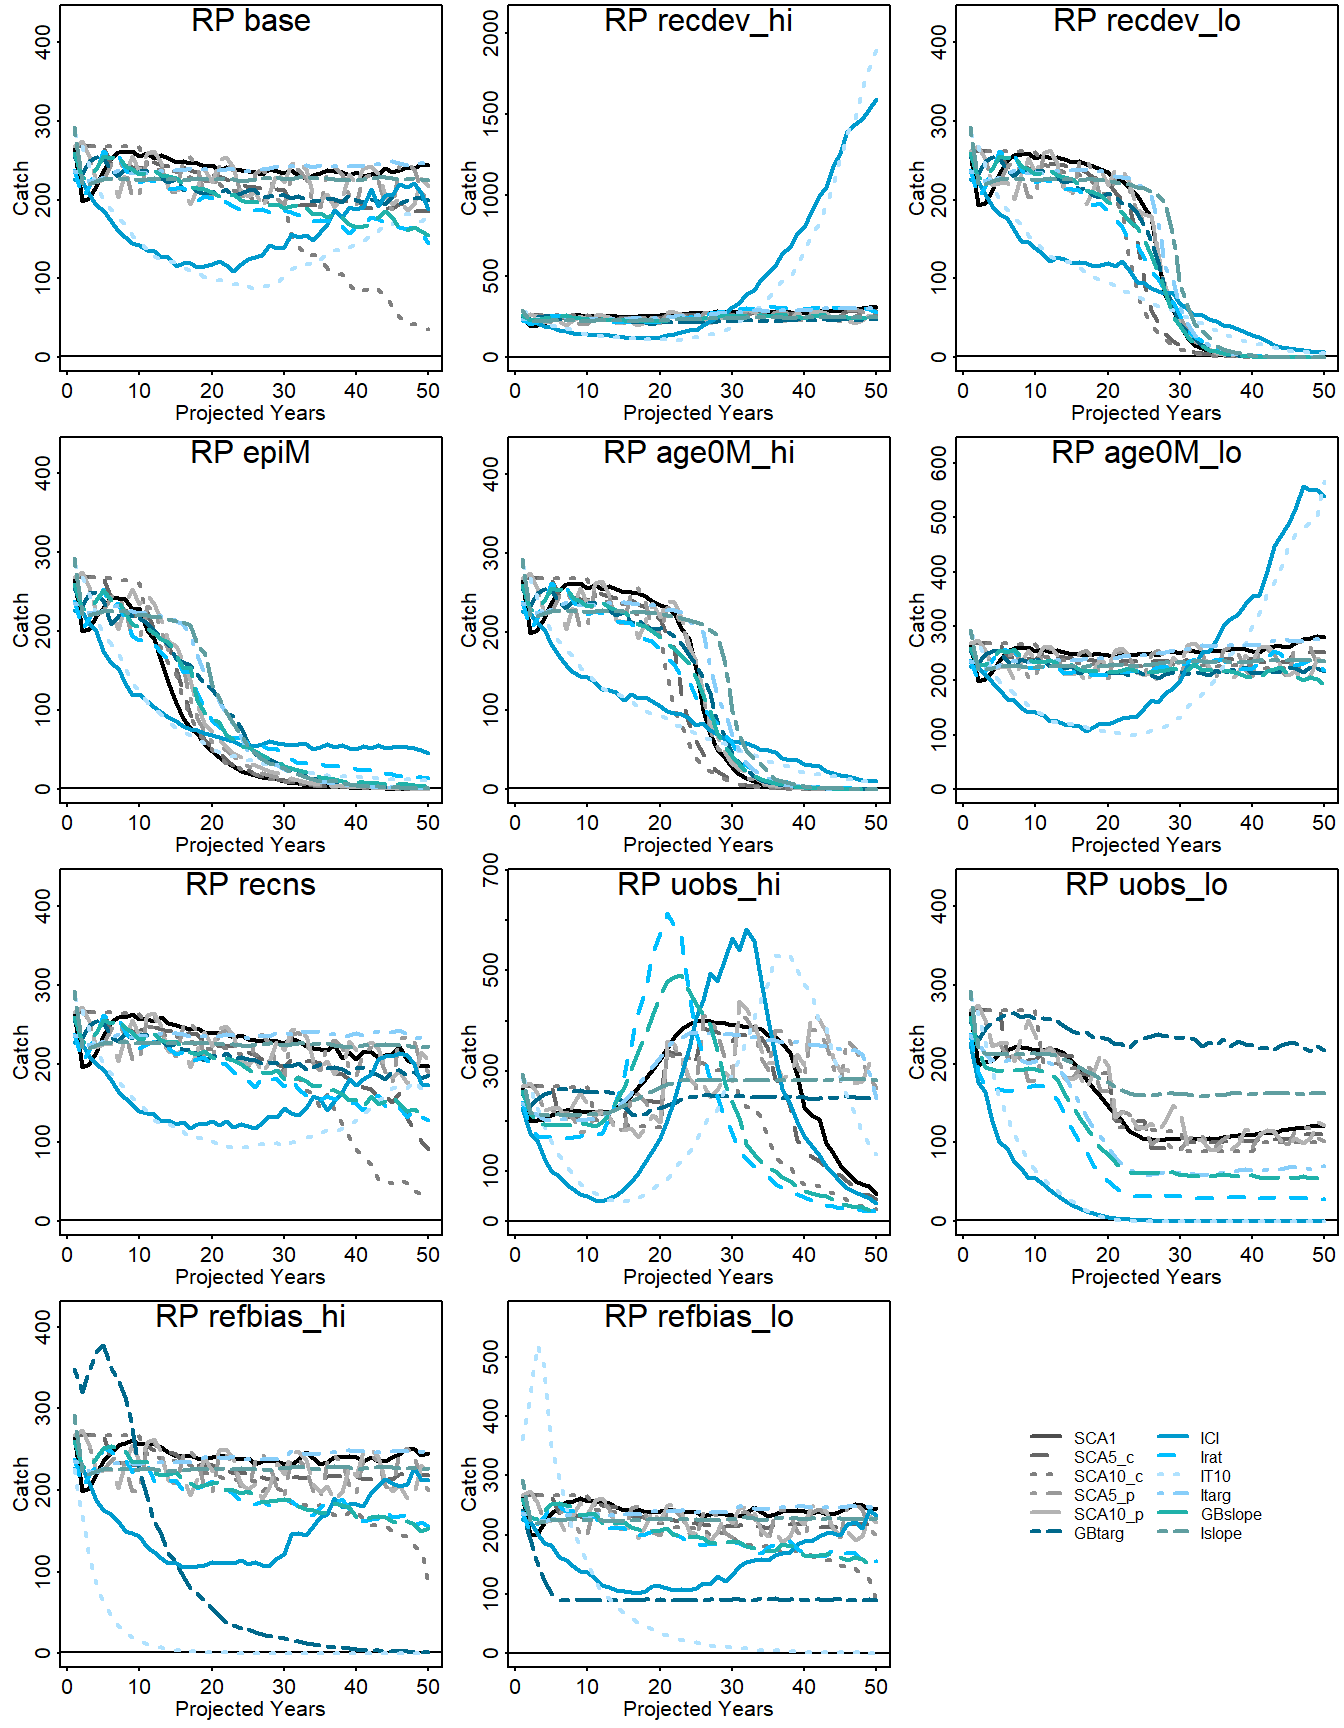 RP base
400
300
200
100
0
Catch
0 10 20 30 40 50
Projected Years
RP recdev_hi
2000
1500
1000
500
0
Catch
0 10 20 30 40 50
Projected Years
RP recdev_lo
400
300
200
100
0
Catch
0 10 20 30 40 50
Projected Years
RP epiM
400
300
200
100
0
Catch
0 10 20 30 40 50
Projected Years
RP age0M_hi
400
300
200
100
0
Catch
0 10 20 30 40 50
Projected Years
RP age0M_lo
600
500
400
300
200
100
0
Catch
0 10 20 30 40 50
Projected Years
RP recns
400
300
200
100
0
Catch
0 10 20 30 40 50
Projected Years
RP uobs_hi
700
500
300
100
0
Catch
0 10 20 30 40 50
Projected Years
RP uobs_lo
400
300
200
100
0
Catch
0 10 20 30 40 50
Projected Years
RP refbias_hi
400
300
200
100
0
Catch
0 10 20 30 40 50
Projected Years
RP refbias_lo
500
400
300
200
100
0
Catch
0 10 20 30 40 50
Projected Years
SCA1
SCA5_c
SCA10_c
SCA5_p
SCA10_p
GBtarg
ICI
Irat
IT10
Itarg
GBslope
Islope